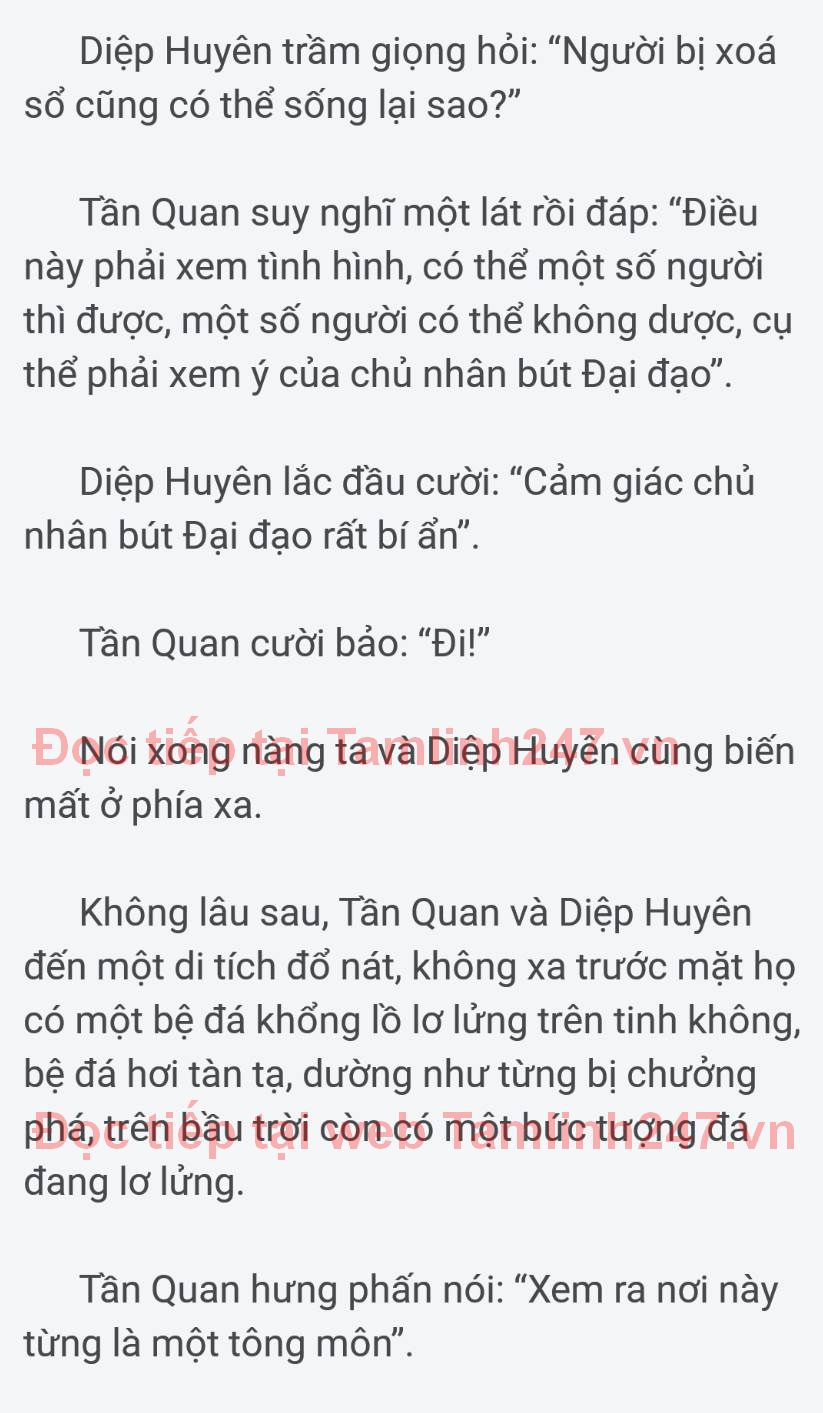 Diệp Huyên trầm giọng hỏi: “Người bị xoá
sổ cũng có thể sống lại sao?”
Tần Quan suy nghĩ một lát rồi đáp: “Điều
này phải xem tình hình, có thể một số người
thì được, một số người có thể không dược, cụ
thể phải xem ý của chủ nhân bút Đại đạo”.
Diệp Huyên lắc đầu cười: “Cảm giác chủ
nhân bút Đại đạo rất bí ẩn”.
Tần Quan cười bảo: “Đi!”
Đọc tiếp tại Tamlinh247.vn
Nói xong nàng ta và Diệp Huyên cùng biến
mất ở phía xa.
Không lâu sau, Tần Quan và Diệp Huyên
đến một di tích đổ nát, không xa trước mặt họ
có một bệ đá khổng lồ lơ lửng trên tinh không,
bệ đá hơi tàn tạ, dường như từng bị chưởng
phá, trên bầu trời còn có một bức tượng đá
Đọc tiếp tại web Tamlinh247.vn
đang lơ lửng.
Tần Quan hưng phấn nói: “Xem ra nơi này
từng là một tông môn”.